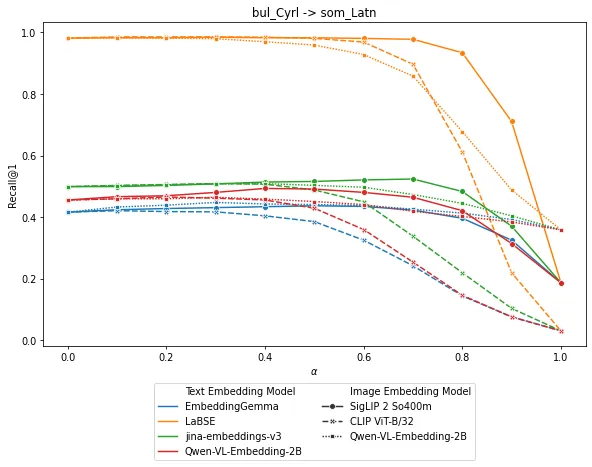 bul_Cyrl -> som_Latn
Recall@1
1.0
0.8
0.6
0.4
0.2
0.0
0.0 0.2 0.4 0.6 0.8 1.0
α
Text Embedding Model Image Embedding Model
EmbeddingGemma SigLIP 2 So400m
LaBSE CLIP ViT-B/32
jina-embeddings-v3 Qwen-VL-Embedding-2B
Qwen-VL-Embedding-2B